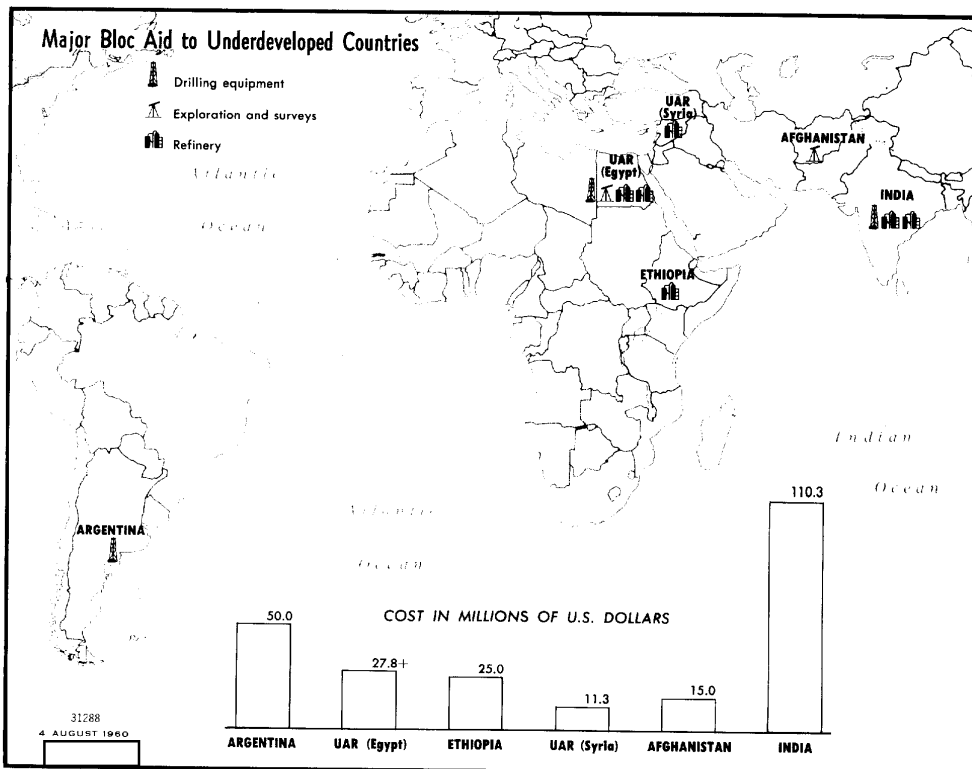 Major Bloc Aid to Underdeveloped Countries
Drilling equipment
Exploration and surveys
Refinery
Atlantic
Ocean
UAR
(Syria)
AFGHANISTAN
UAR
(Egypt)
INDIA
ETHIOPIA
Indian
Ocean
ARGENTINA
Atlantic
Ocean
COST IN MILLIONS OF U.S. DOLLARS
50.0
27.8+
25.0
11.3
15.0
110.3
ARGENTINA
UAR (Egypt)
ETHIOPIA
UAR (Syria)
AFGHANISTAN
INDIA
31288
4 AUGUST 1960